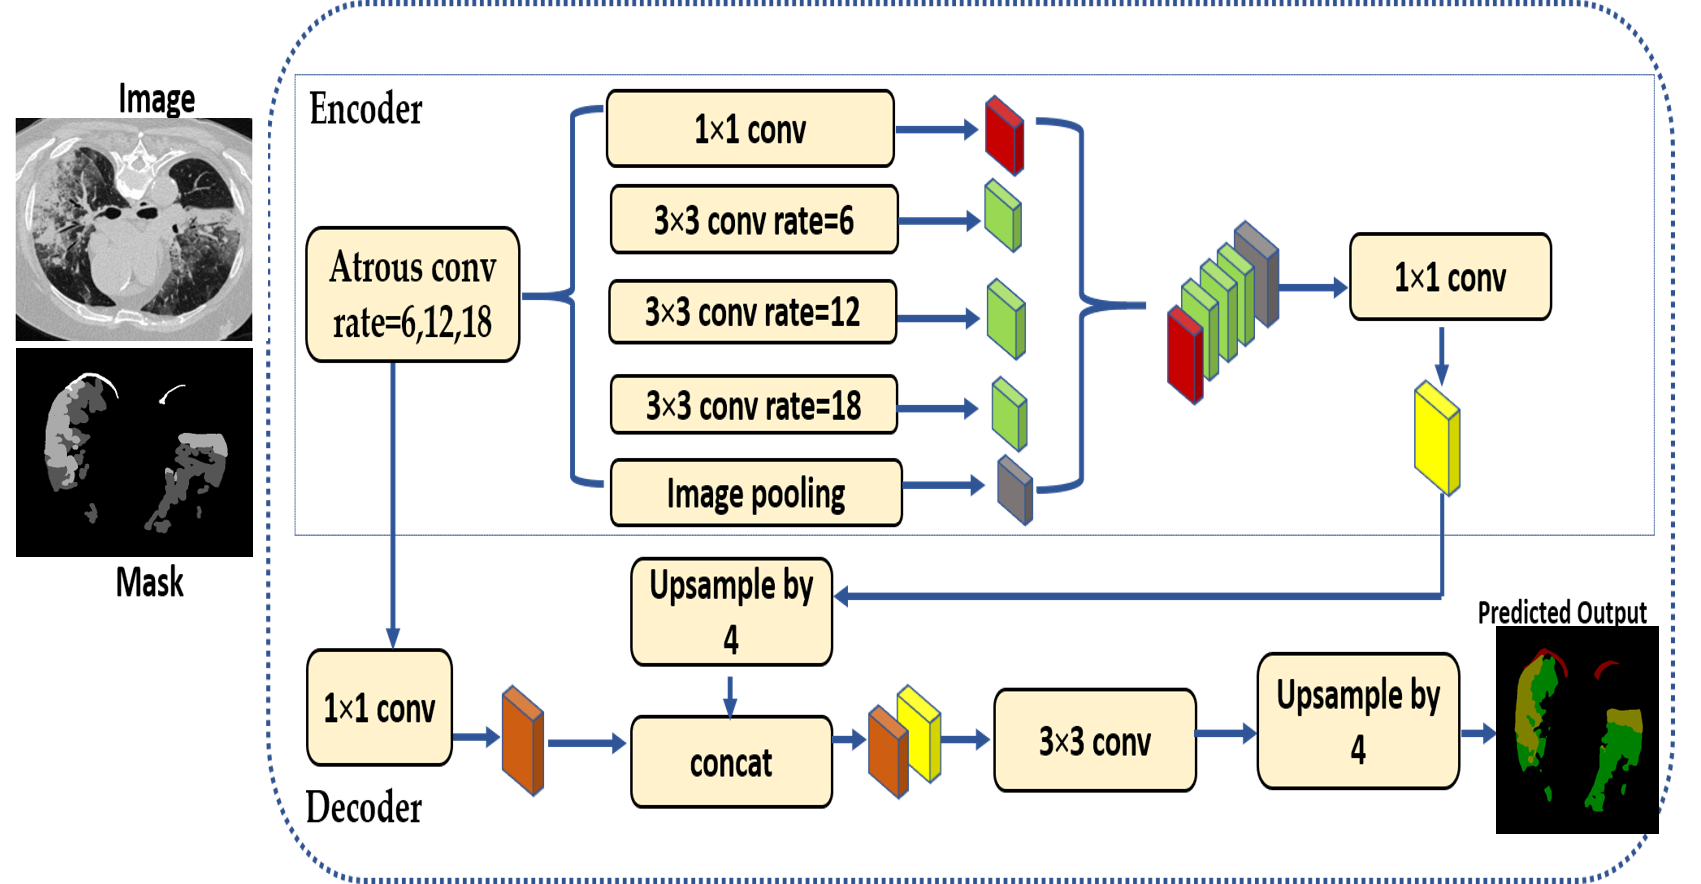 Image
Mask
Encoder
Atrous conv
rate=6,12,18
1×1 conv
3×3 conv rate=6
3×3 conv rate=12
3×3 conv rate=18
Image pooling
1×1 conv
Upsample by
4
1×1 conv
concat
3×3 conv
Upsample by
4
Predicted Output
Decoder